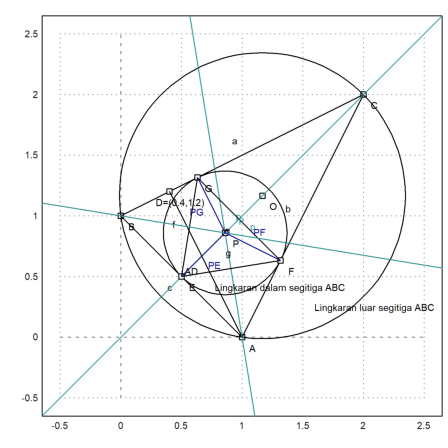 2.5
2
1.5
1
0.5
0
-0.5
-0.5
0
0.5
1
1.5
2
2.5
a
C
G
D=(0.4,1.2)
PG
O
b
B
f
PF
P
g
PE
F
AD
c
E
Lingkaran dalam segitiga ABC
Lingkaran luar segitiga ABC
A